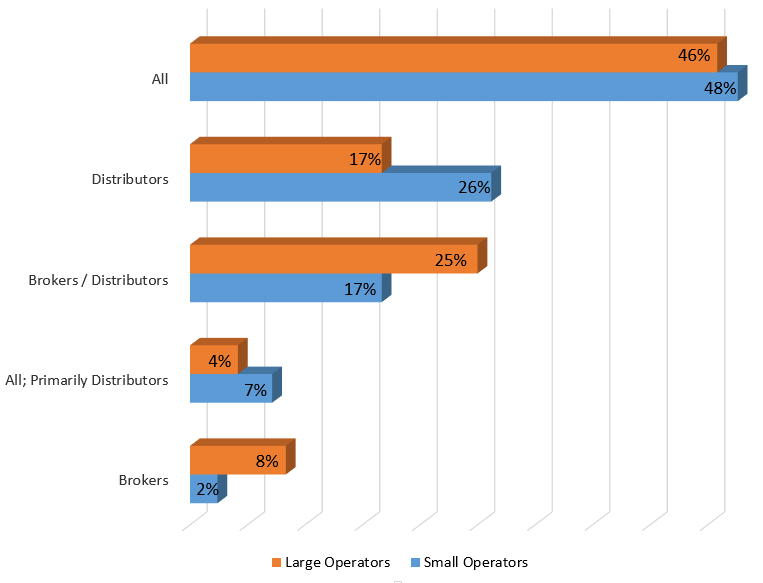 All
46%
48%
Distributors
17%
26%
Brokers / Distributors
25%
17%
All; Primarily Distributors
4%
7%
Brokers
8%
2%
Large Operators
Small Operators